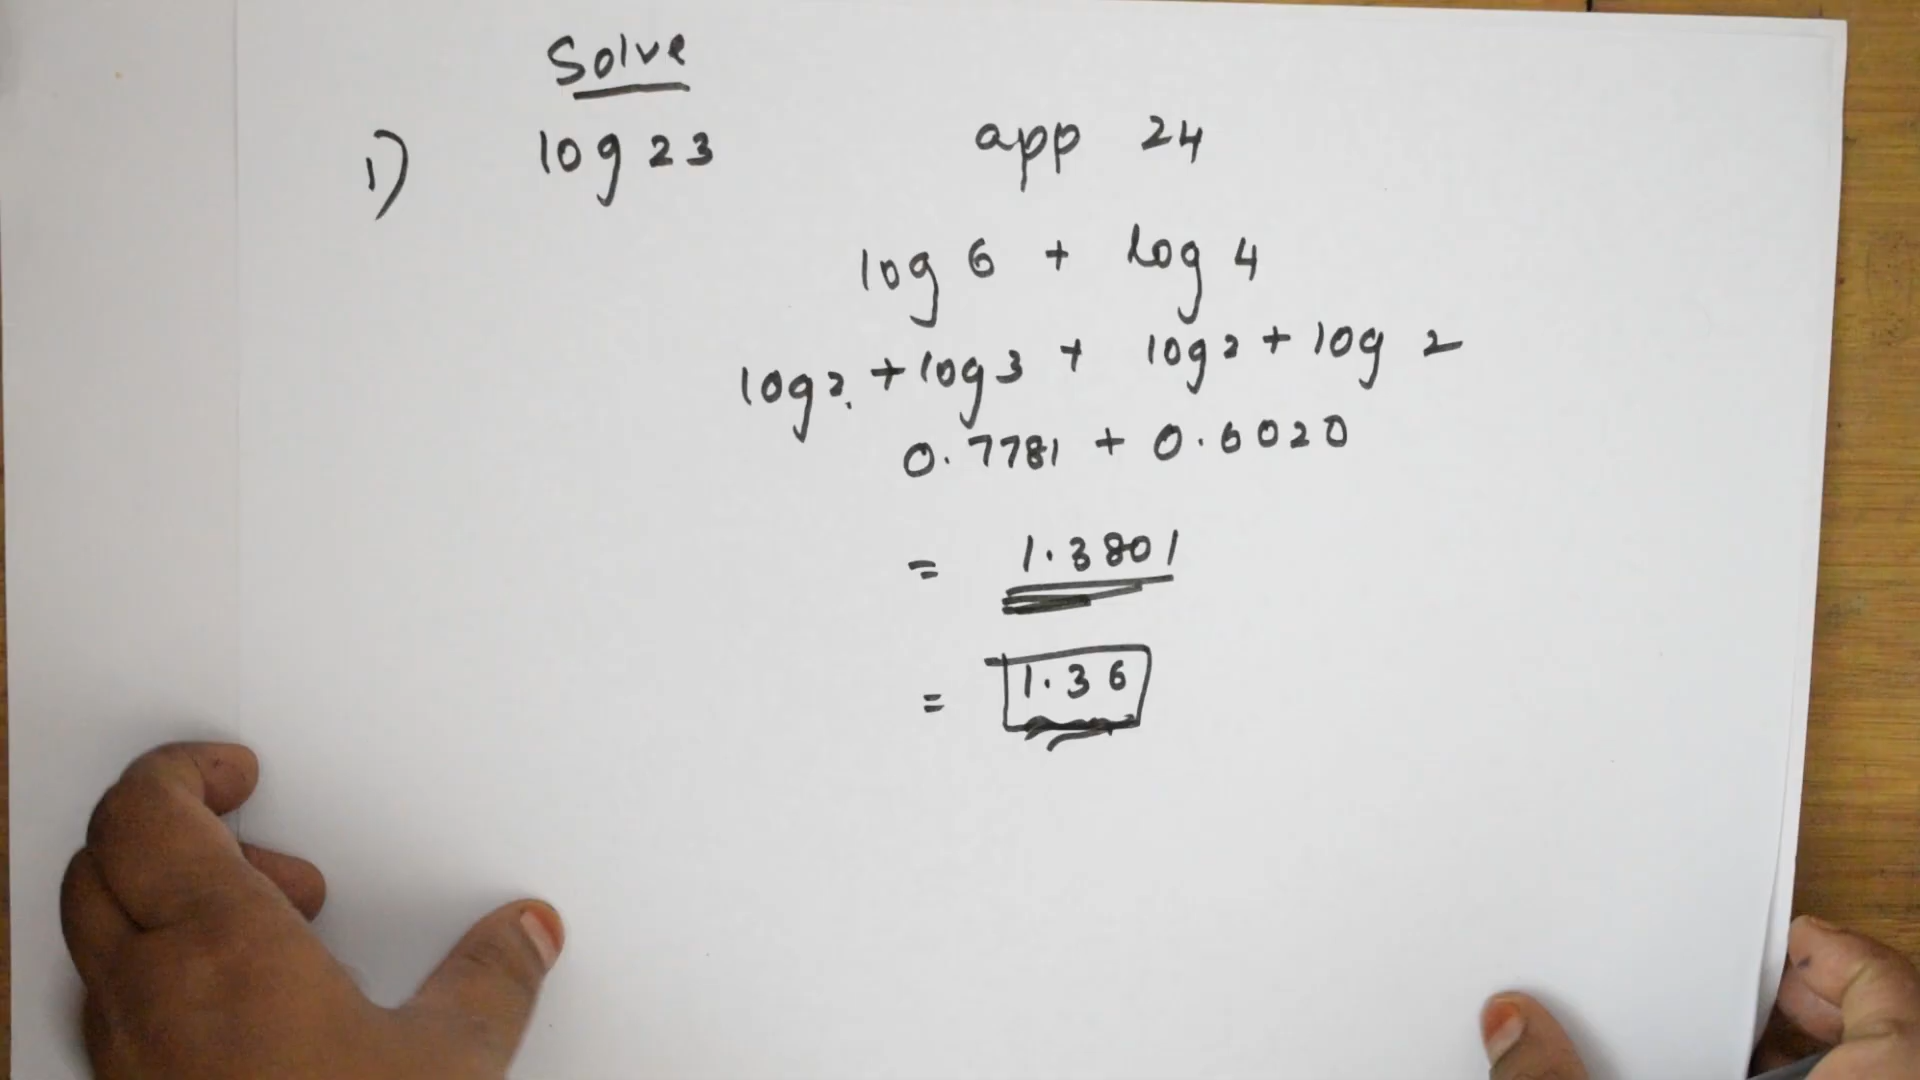 Solve
1) log 23 app 24
log 6 + log 4
log 2 + log 3 + log 2 + log 2
0.7781 + 0.6020
= 1.3801
= 1.36